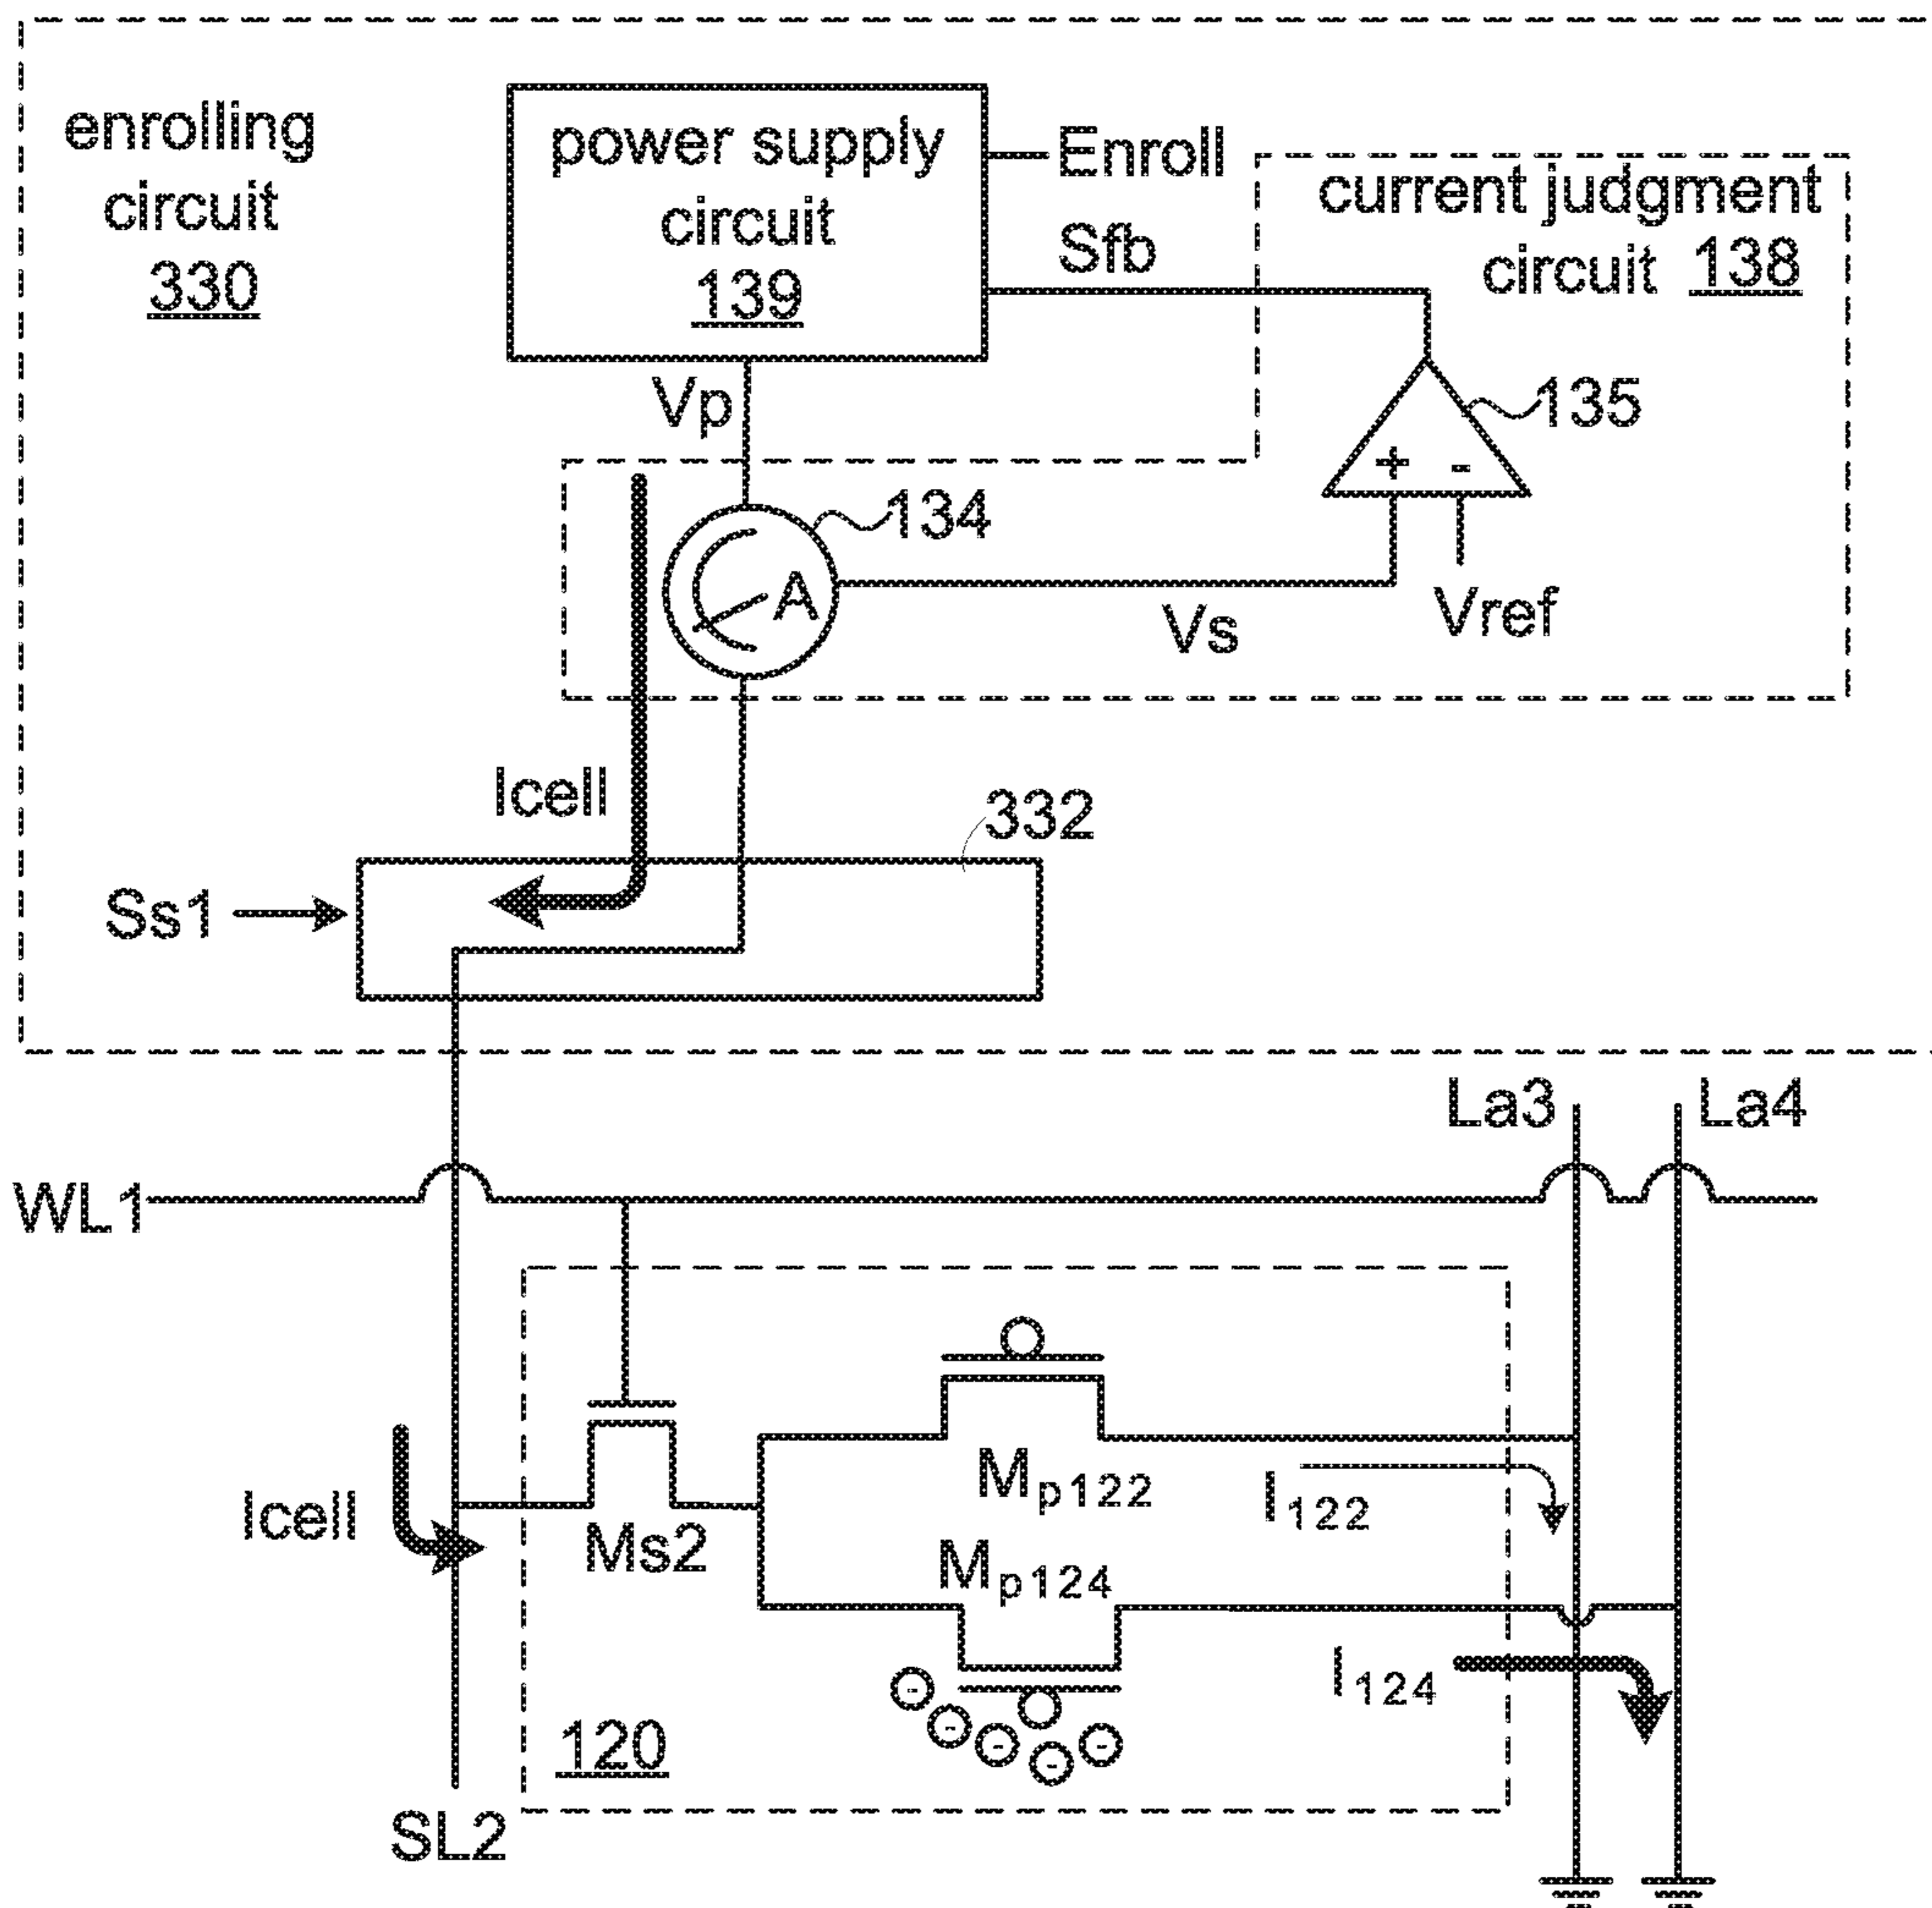 enrolling
circuit
330
power supply
circuit
139
Enroll
Sfb
current judgment
circuit 138
Vp
135
+ -
134
A
Vs
Vref
Icell
332
Ss1
La3
La4
WL1
Icell
Ms2
Mp122
Mp124
I122
I124
120
- - - - -
SL2